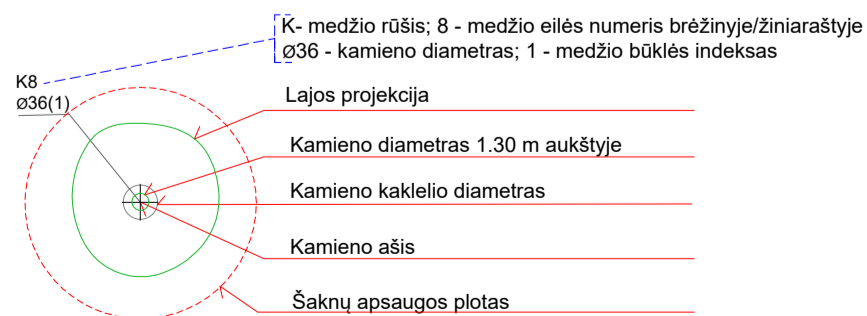 K- medžio rūšis; 8 - medžio eilės numeris brėžinyje/žiniaraštyje
Ø36 - kamieno diametras; 1 - medžio būklės indeksas
K8
Ø36(1)
Lajos projekcija
Kamieno diametras 1.30 m aukštyje
Kamieno kaklelio diametras
Kamieno ašis
Šaknų apsaugos plotas